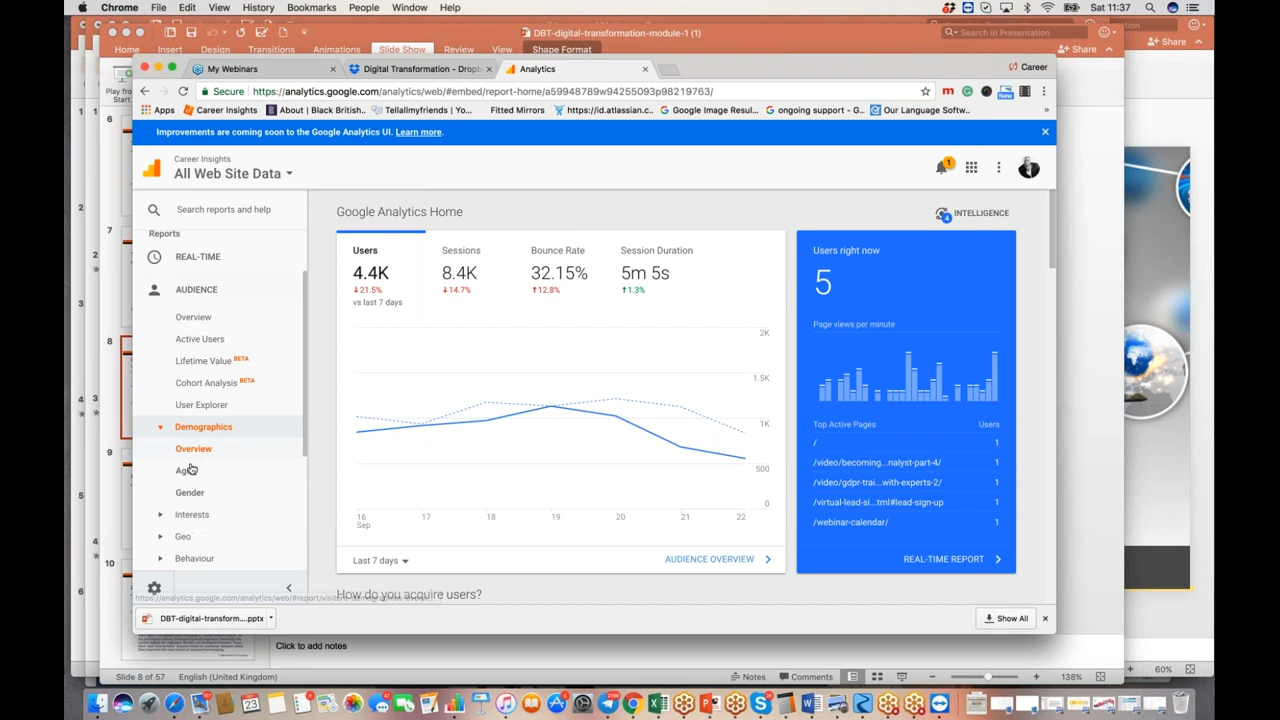 Chrome File Edit View History Bookmarks People Window Help Sat 11:37
DBT-digital-transformation-module-1 (1)
Search in Presentation
Home Insert Design Transitions Animations Slide Show Review View Shape Format
Share
Share
Play from
Start
My Webinars
Digital Transformation - Dropb
Analytics
Career
Secure https://analytics.google.com/analytics/web/#embed/report-home/a59948789w94255093p98219763/
New
Apps Career Insights About | Black British.. Tellallmyfriends | Yo... Fitted Mirrors https://id.atlassian.c.. Google Image Resul... ongoing support - G... Our Language Softw..
Improvements are coming soon to the Google Analytics UI. Learn more.
Career Insights
All Web Site Data
1
Search reports and help
Reports
REAL-TIME
AUDIENCE
Overview
Active Users
Lifetime Value BETA
Cohort Analysis BETA
User Explorer
Demographics
Overview
Age
Gender
Interests
Geo
Behaviour
Google Analytics Home
INTELLIGENCE
4
Users Sessions Bounce Rate Session Duration
4.4K 8.4K 32.15% 5m 5s
21.5% 14.7% 12.8% 1.3%
vs last 7 days
2K
1.5K
1K
500
0
16 17 18 19 20 21 22
Sep
Last 7 days
AUDIENCE OVERVIEW
How do you acquire users?
Users right now
5
Page views per minute
Top Active Pages Users
/ 1
/video/becoming...nalyst-part-4/ 1
/video/gdpr-trai...with-experts-2/ 1
/virtual-lead-si...tml#lead-sign-up 1
/webinar-calendar/ 1
REAL-TIME REPORT
DBT-digital-transform....pptx
Show All
6
7
8
9
10
Click to add notes
Slide 8 of 57 English (United Kingdom)
Notes Comments 138%
60%